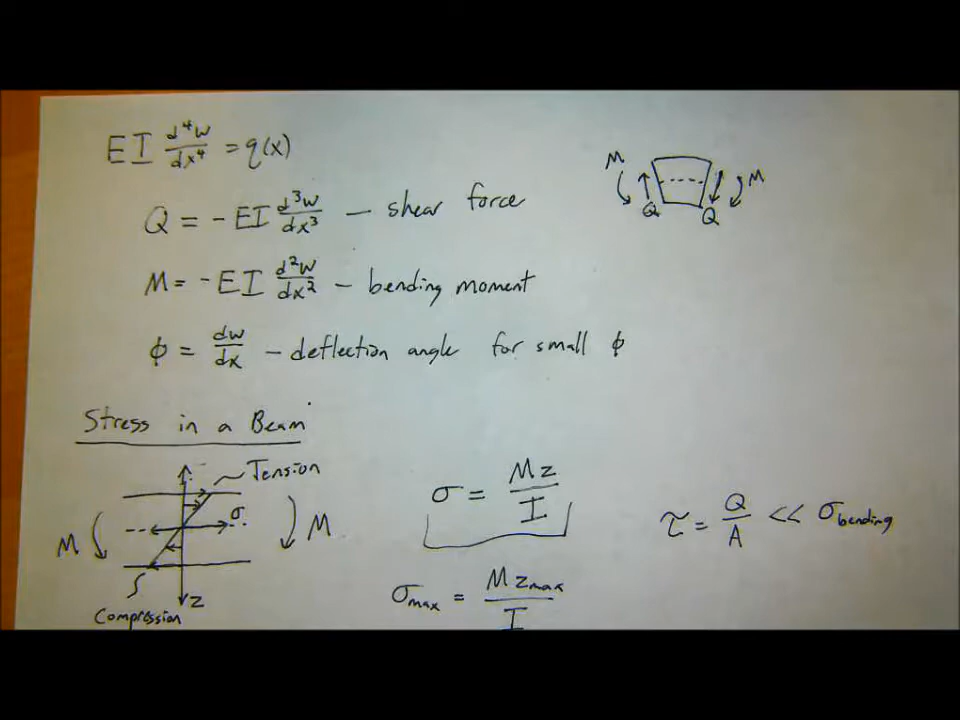 EI d⁴w/dx⁴ = q(x)
Q = -EI d³w/dx³ — shear force
M = -EI d²w/dx² — bending moment
ϕ = dw/dx — deflection angle for small ϕ
M Q Q M
Stress in a Beam
Tension
σ
M M
Z
Compression
σ = Mz/I
σmax = Mzmax/I
τ = Q/A << σbending